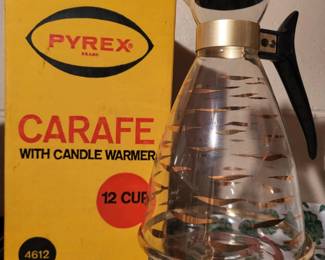 PYREX
BRAND
CARAFE
WITH CANDLE WARMER
12 CUP
4612